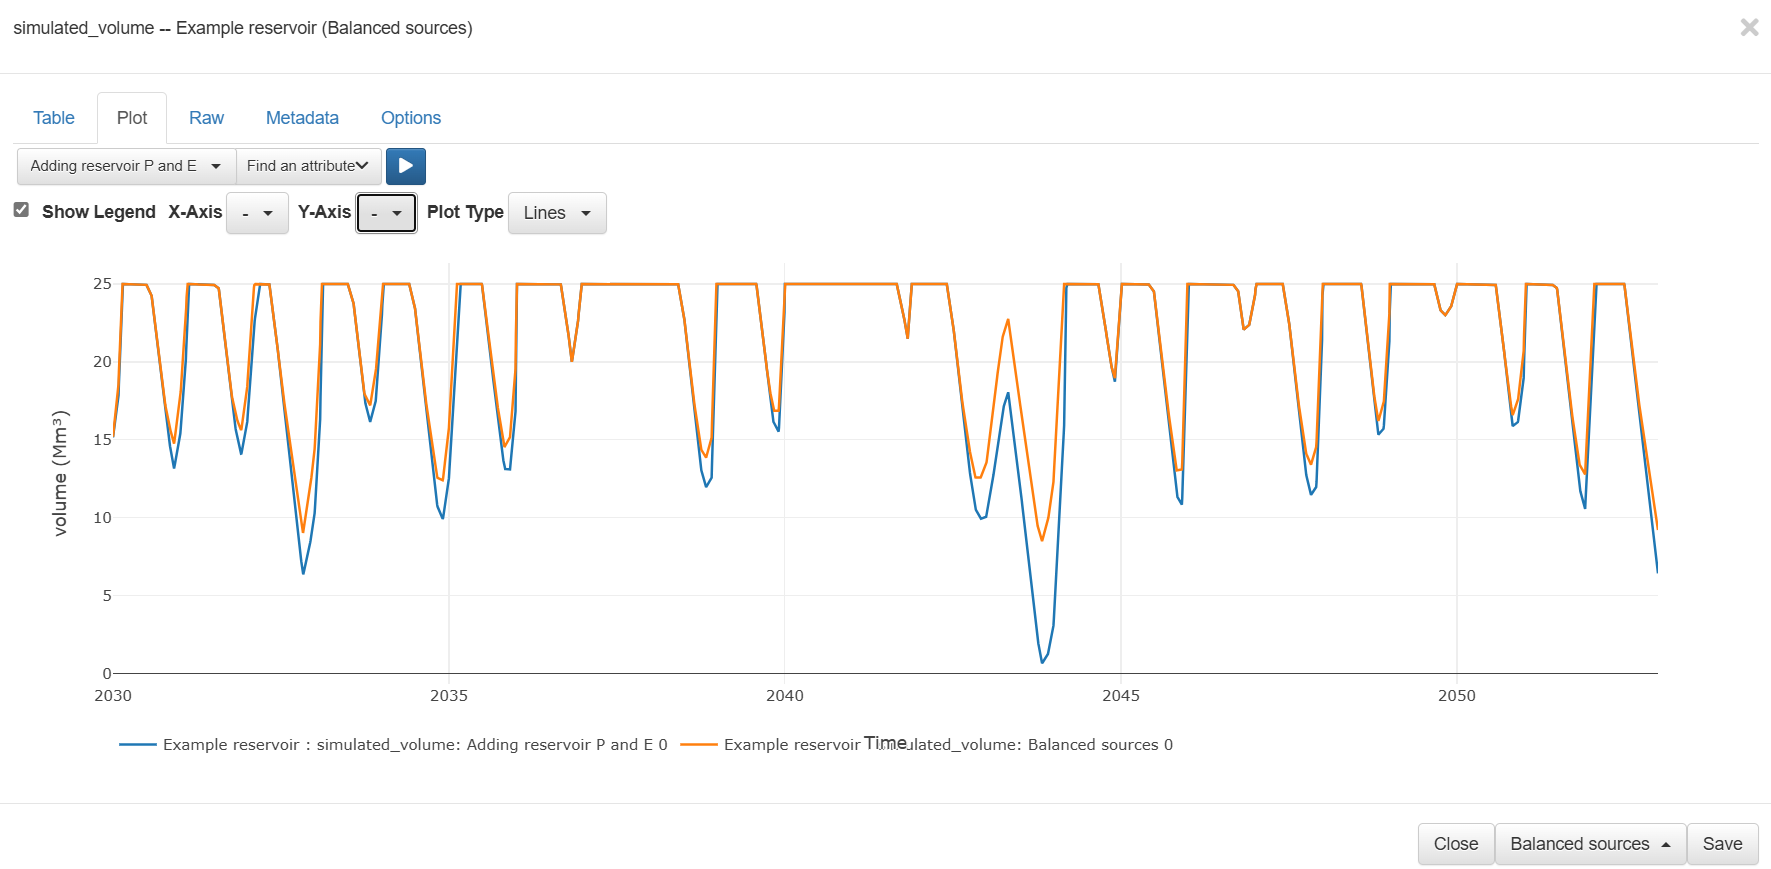 simulated_volume -- Example reservoir (Balanced sources)
×
Table Plot Raw Metadata Options
Adding reservoir P and E Find an attribute
Show Legend X-Axis - Y-Axis - Plot Type Lines
25
20
15
10
5
0
volume (Mm³)
2030 2035 2040 2045 2050
Time
Example reservoir : simulated_volume: Adding reservoir P and E 0 Example reservoir ulated_volume: Balanced sources 0
Close Balanced sources Save